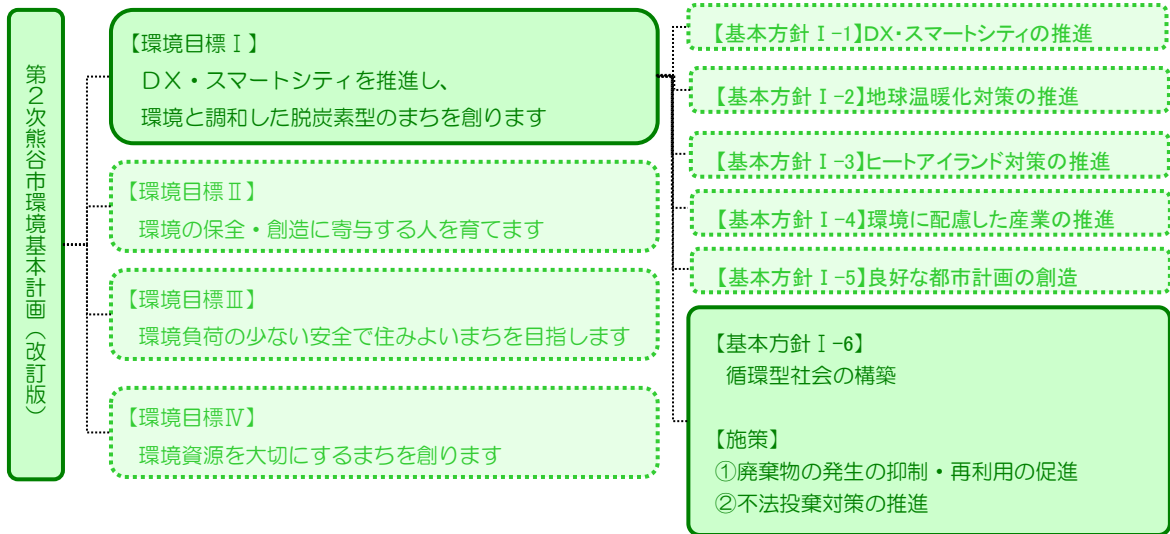 第2次熊谷市環境基本計画（改訂版）
【環境目標Ⅰ】
ＤＸ・スマートシティを推進し、
環境と調和した脱炭素型のまちを創ります
【環境目標Ⅱ】
環境の保全・創造に寄与する人を育てます
【環境目標Ⅲ】
環境負荷の少ない安全で住みよいまちを目指します
【環境目標Ⅳ】
環境資源を大切にするまちを創ります
【基本方針Ⅰ-1】DX・スマートシティの推進
【基本方針Ⅰ-2】地球温暖化対策の推進
【基本方針Ⅰ-3】ヒートアイランド対策の推進
【基本方針Ⅰ-4】環境に配慮した産業の推進
【基本方針Ⅰ-5】良好な都市計画の創造
【基本方針Ⅰ-6】
循環型社会の構築
【施策】
①廃棄物の発生の抑制・再利用の促進
②不法投棄対策の推進